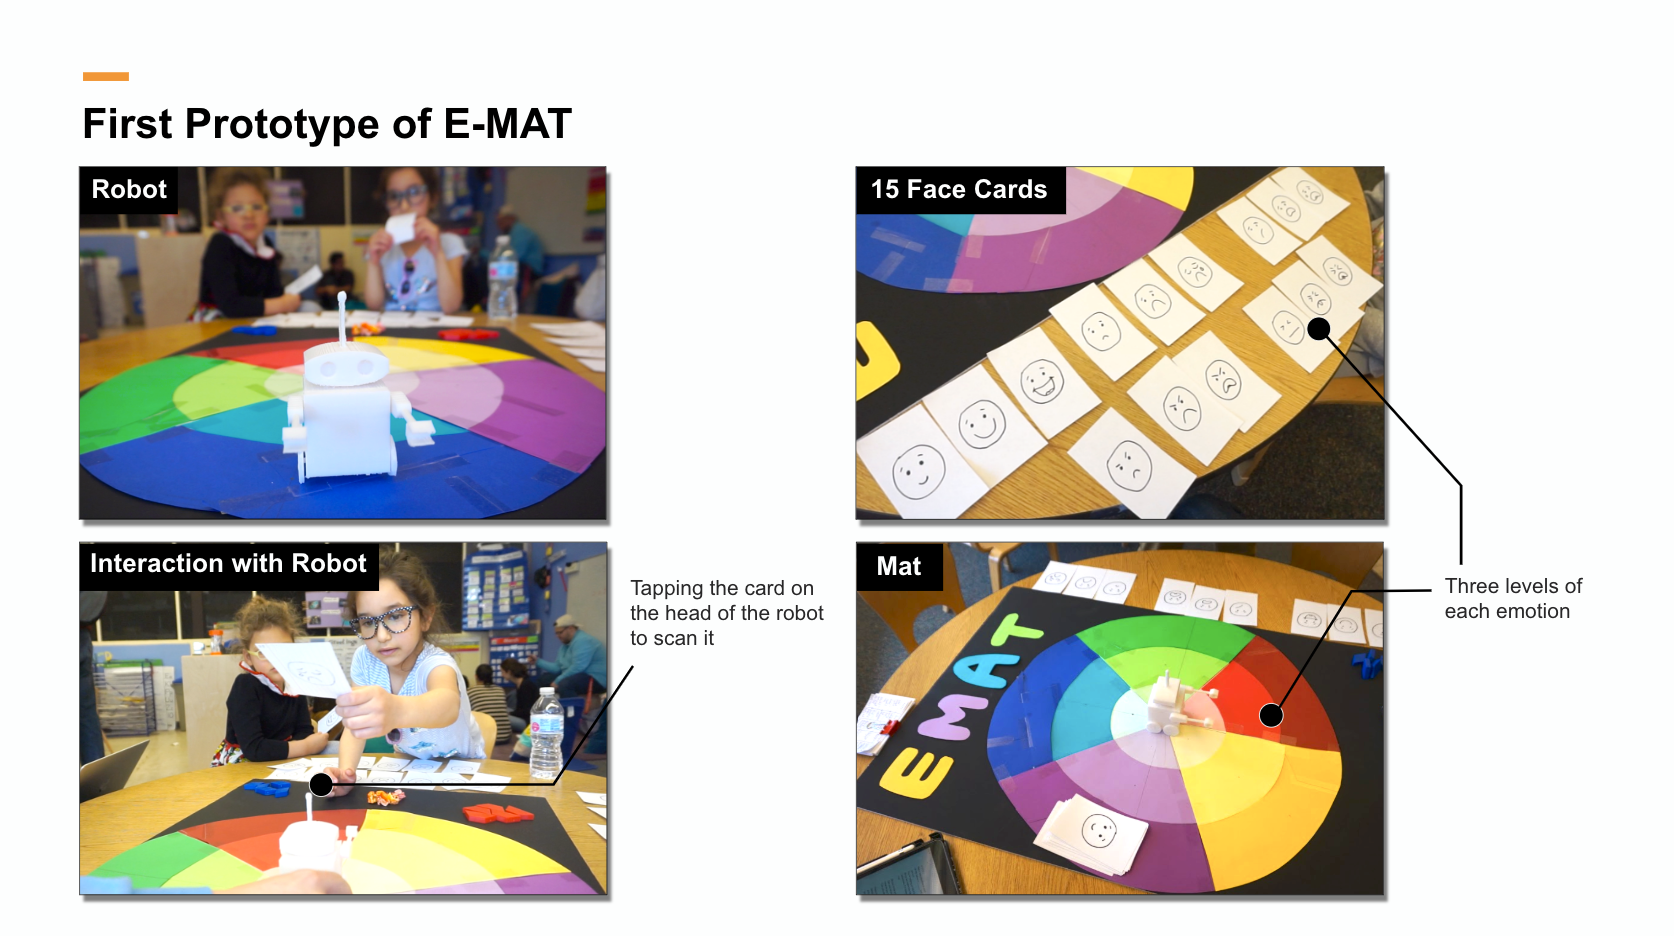 First Prototype of E-MAT
Robot
15 Face Cards
Interaction with Robot
Tapping the card on
the head of the robot
to scan it
Mat
E MAT
Three levels of
each emotion